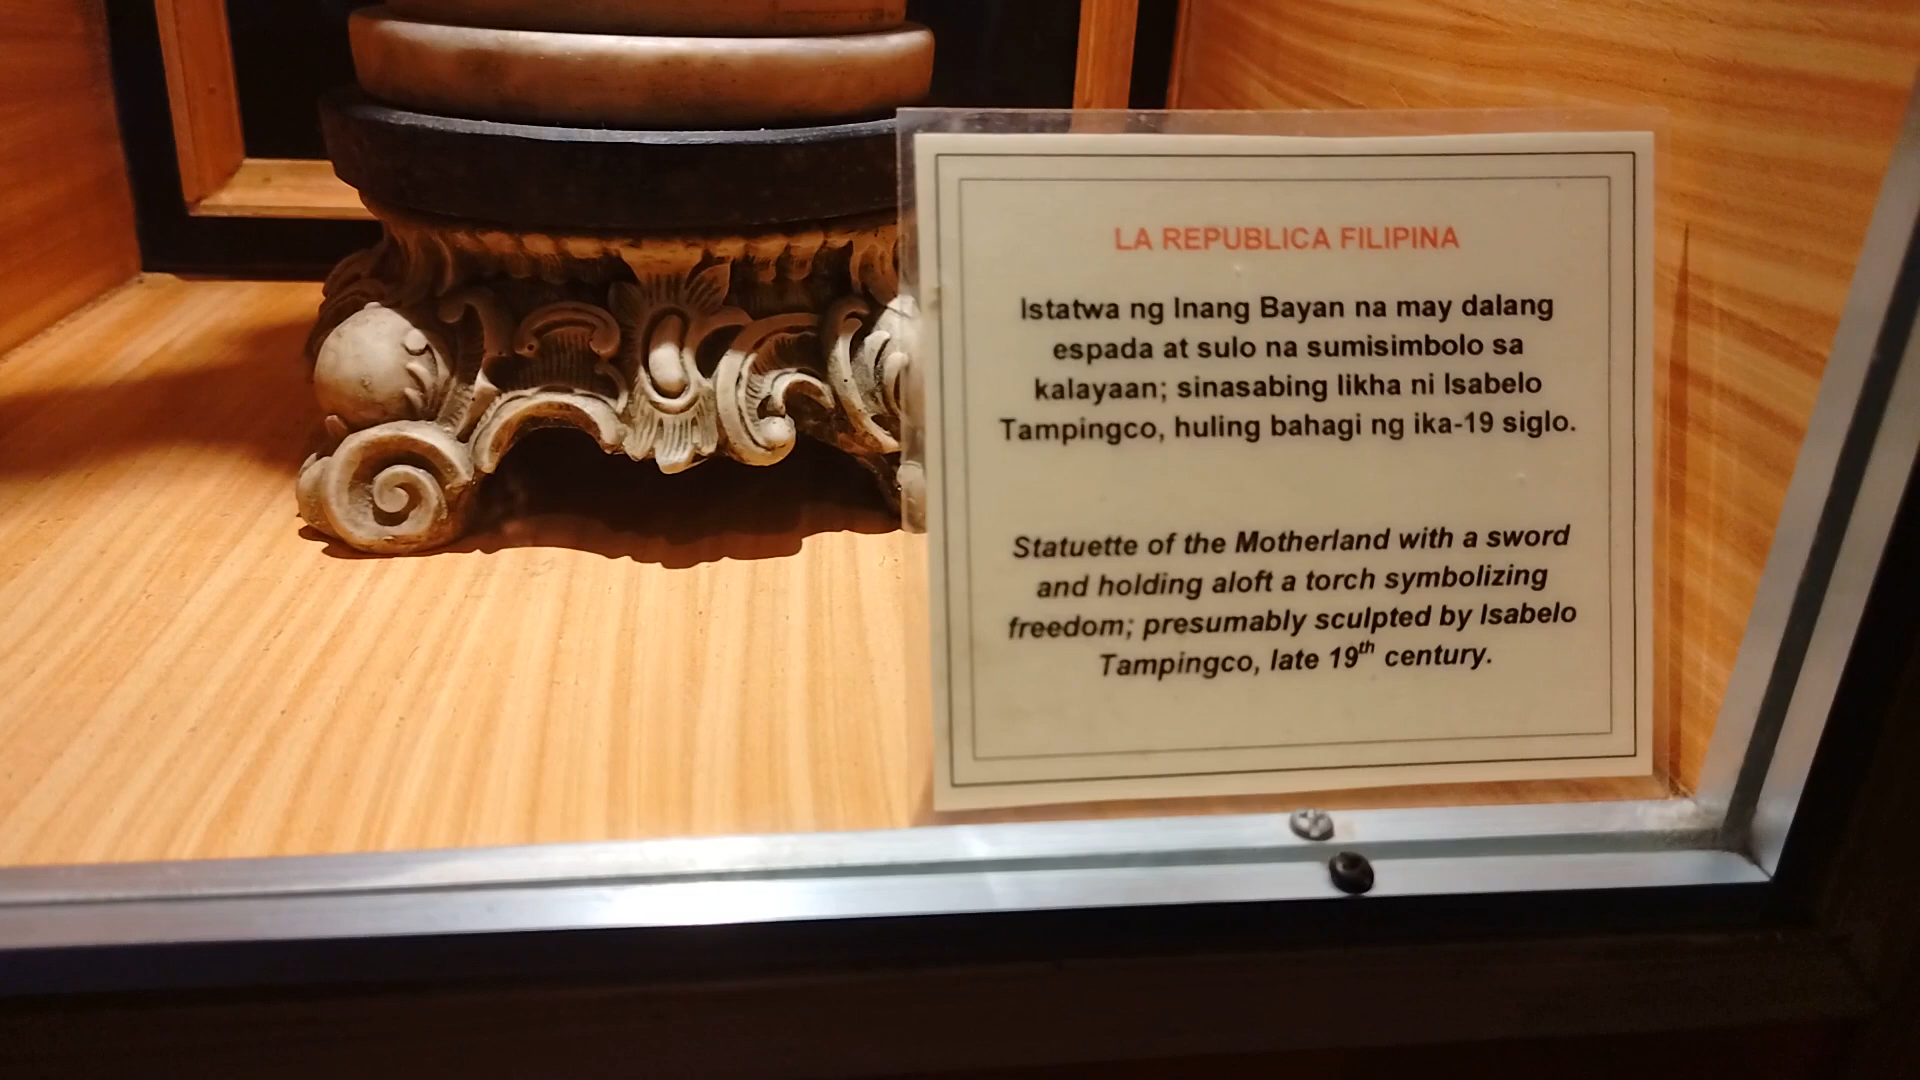 LA REPUBLICA FILIPINA
Istatwa ng Inang Bayan na may dalang
espada at sulo na sumisimbolo sa
kalayaan; sinasabing likha ni Isabelo
Tampingco, huling bahagi ng ika-19 siglo.
Statuette of the Motherland with a sword
and holding aloft a torch symbolizing
freedom; presumably sculpted by Isabelo
Tampingco, late 19th century.